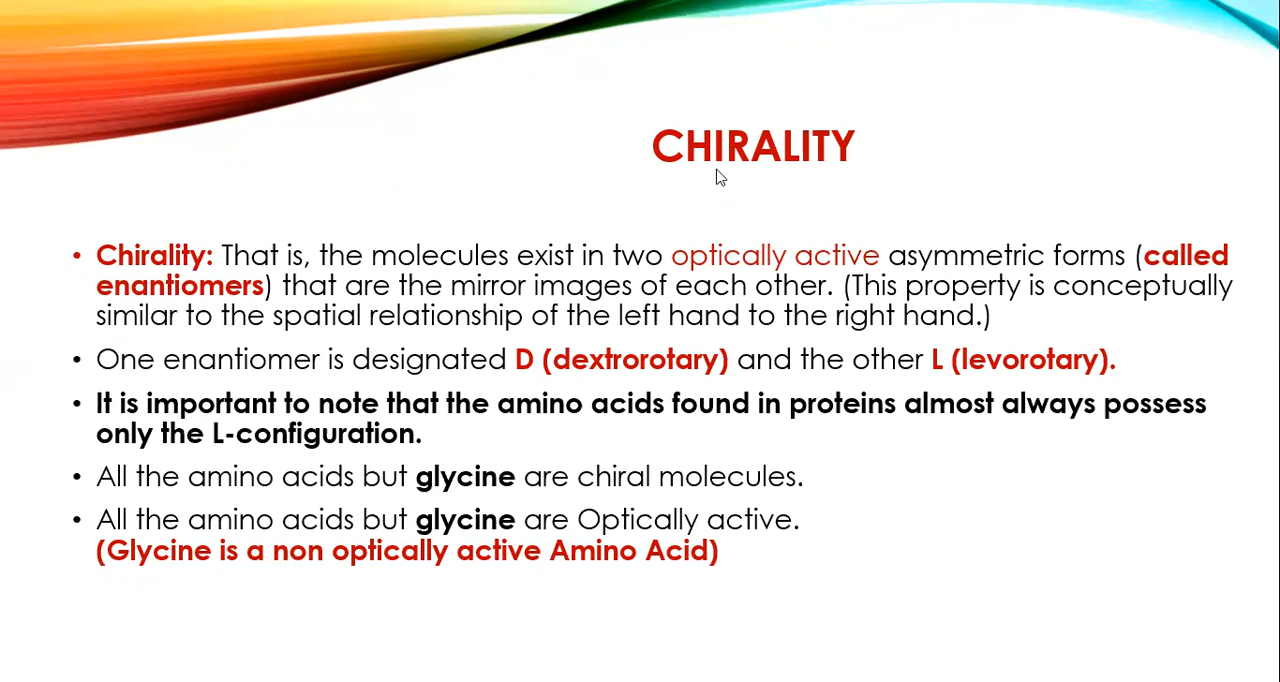 CHIRALITY
• Chirality: That is, the molecules exist in two optically active asymmetric forms (called
enantiomers) that are the mirror images of each other. (This property is conceptually
similar to the spatial relationship of the left hand to the right hand.)
• One enantiomer is designated D (dextrorotary) and the other L (levorotary).
• It is important to note that the amino acids found in proteins almost always possess
only the L-configuration.
• All the amino acids but glycine are chiral molecules.
• All the amino acids but glycine are Optically active.
(Glycine is a non optically active Amino Acid)